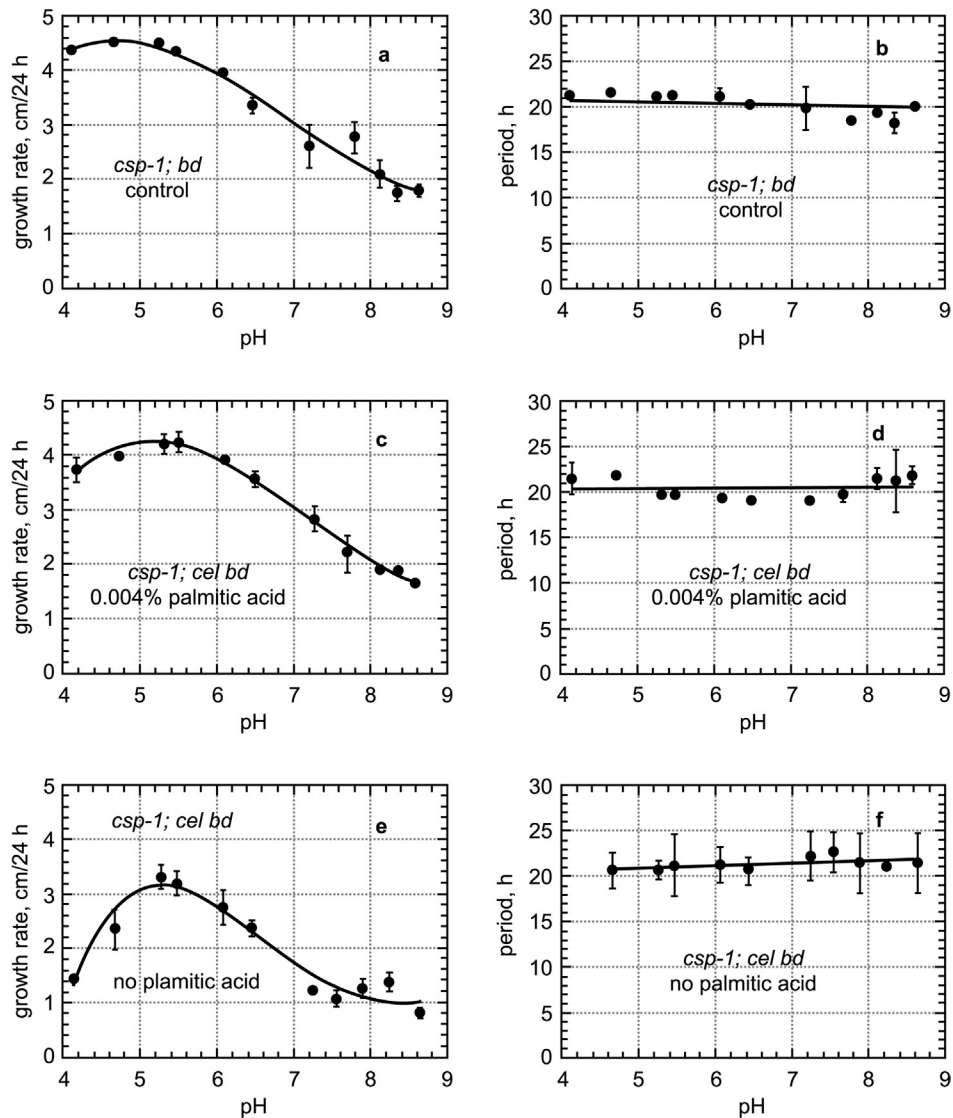 growth rate, cm/24 h
5
4
3
2
1
0
a
csp-1; bd
control
4 5 6 7 8 9
pH
period, h
30
25
20
15
10
5
0
b
csp-1; bd
control
4 5 6 7 8 9
pH
growth rate, cm/24 h
5
4
3
2
1
0
c
csp-1; cel bd
0.004% palmitic acid
4 5 6 7 8 9
pH
period, h
30
25
20
15
10
5
0
d
csp-1; cel bd
0.004% plamitic acid
4 5 6 7 8 9
pH
growth rate, cm/24 h
5
4
3
2
1
0
csp-1; cel bd
e
no plamitic acid
4 5 6 7 8 9
pH
period, h
30
25
20
15
10
5
0
f
csp-1; cel bd
no palmitic acid
4 5 6 7 8 9
pH